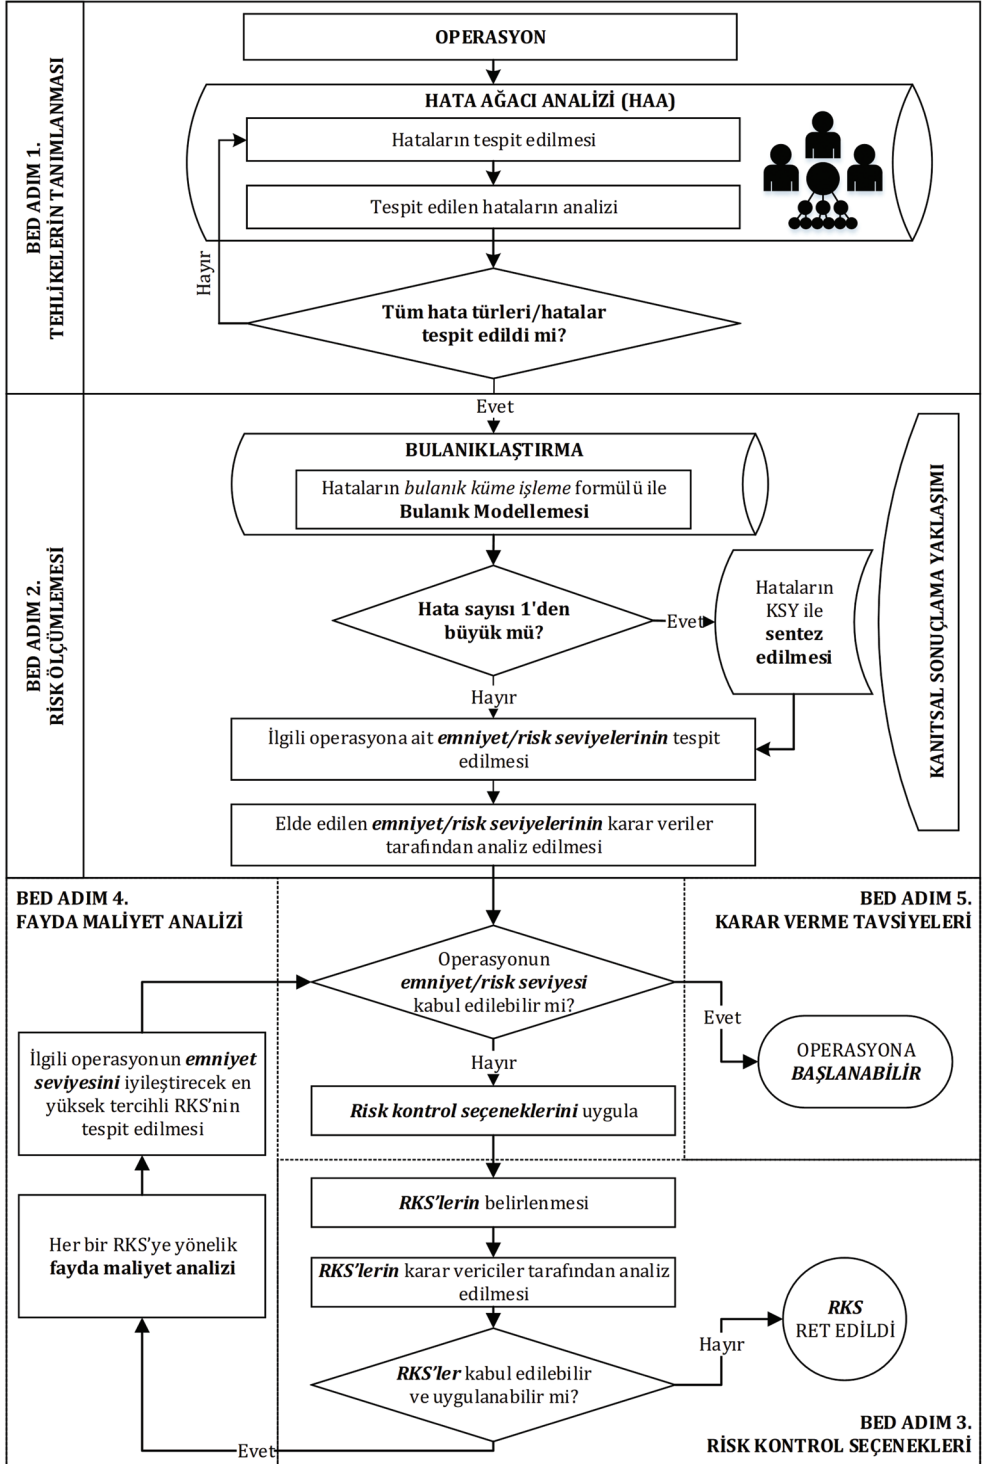 BED ADIM 1.
TEHLİKELERİN TANIMLANMASI
OPERASYON
HATA AĞACI ANALİZİ (HAA)
Hataların tespit edilmesi
Tespit edilen hataların analizi
Hayır
Tüm hata türleri/hatalar
tespit edildi mi?
Evet
BED ADIM 2.
RİSK ÖLÇÜMLEMESİ
BULANIKLAŞTIRMA
Hataların bulanık küme işleme formülü ile
Bulanık Modellemesi
Hata sayısı 1'den
büyük mü?
Evet
Hataların
KSY ile
sentez
edilmesi
KANITSAL SONUÇLAMA YAKLAŞIMI
Hayır
İlgili operasyona ait emniyet/risk seviyelerinin tespit
edilmesi
Elde edilen emniyet/risk seviyelerinin karar veriler
tarafından analiz edilmesi
BED ADIM 4.
FAYDA MALİYET ANALİZİ
BED ADIM 5.
KARAR VERME TAVSİYELERİ
Operasyonun
emniyet/risk seviyesi
kabul edilebilir mi?
Evet
OPERASYONA
BAŞLANABİLİR
Hayır
Risk kontrol seçeneklerini uygula
İlgili operasyonun emniyet
seviyesini iyileştirecek en
yüksek tercihli RKS’nin
tespit edilmesi
RKS’lerin belirlenmesi
Her bir RKS’ye yönelik
fayda maliyet analizi
RKS’lerin karar vericiler tarafından analiz
edilmesi
RKS’ler kabul edilebilir
ve uygulanabilir mi?
Hayır
RKS
RET EDİLDİ
Evet
BED ADIM 3.
RİSK KONTROL SEÇENEKLERİ